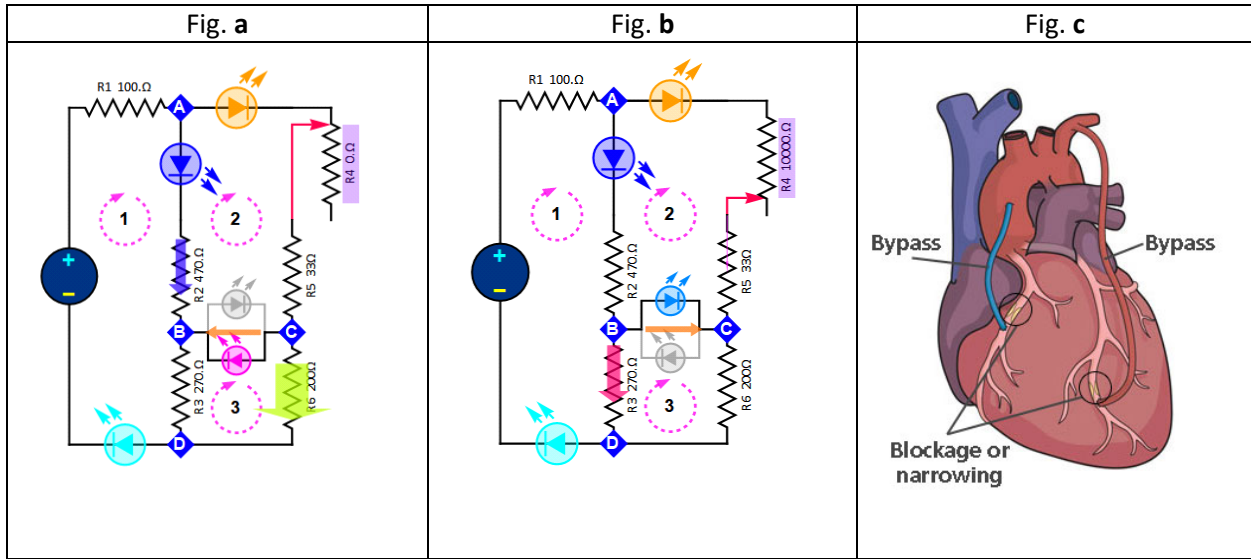 Fig. a
Fig. b
Fig. c
R1 100.Ω
A
R4 0.Ω
1
2
+
−
R2 470.Ω
R5 33Ω
B
C
R3 270.Ω
3
R6 200Ω
D
R1 100.Ω
A
R4 10000.Ω
1
2
+
−
R2 470.Ω
R5 33Ω
B
C
R3 270.Ω
3
R6 200Ω
D
Bypass
Bypass
Blockage or
narrowing